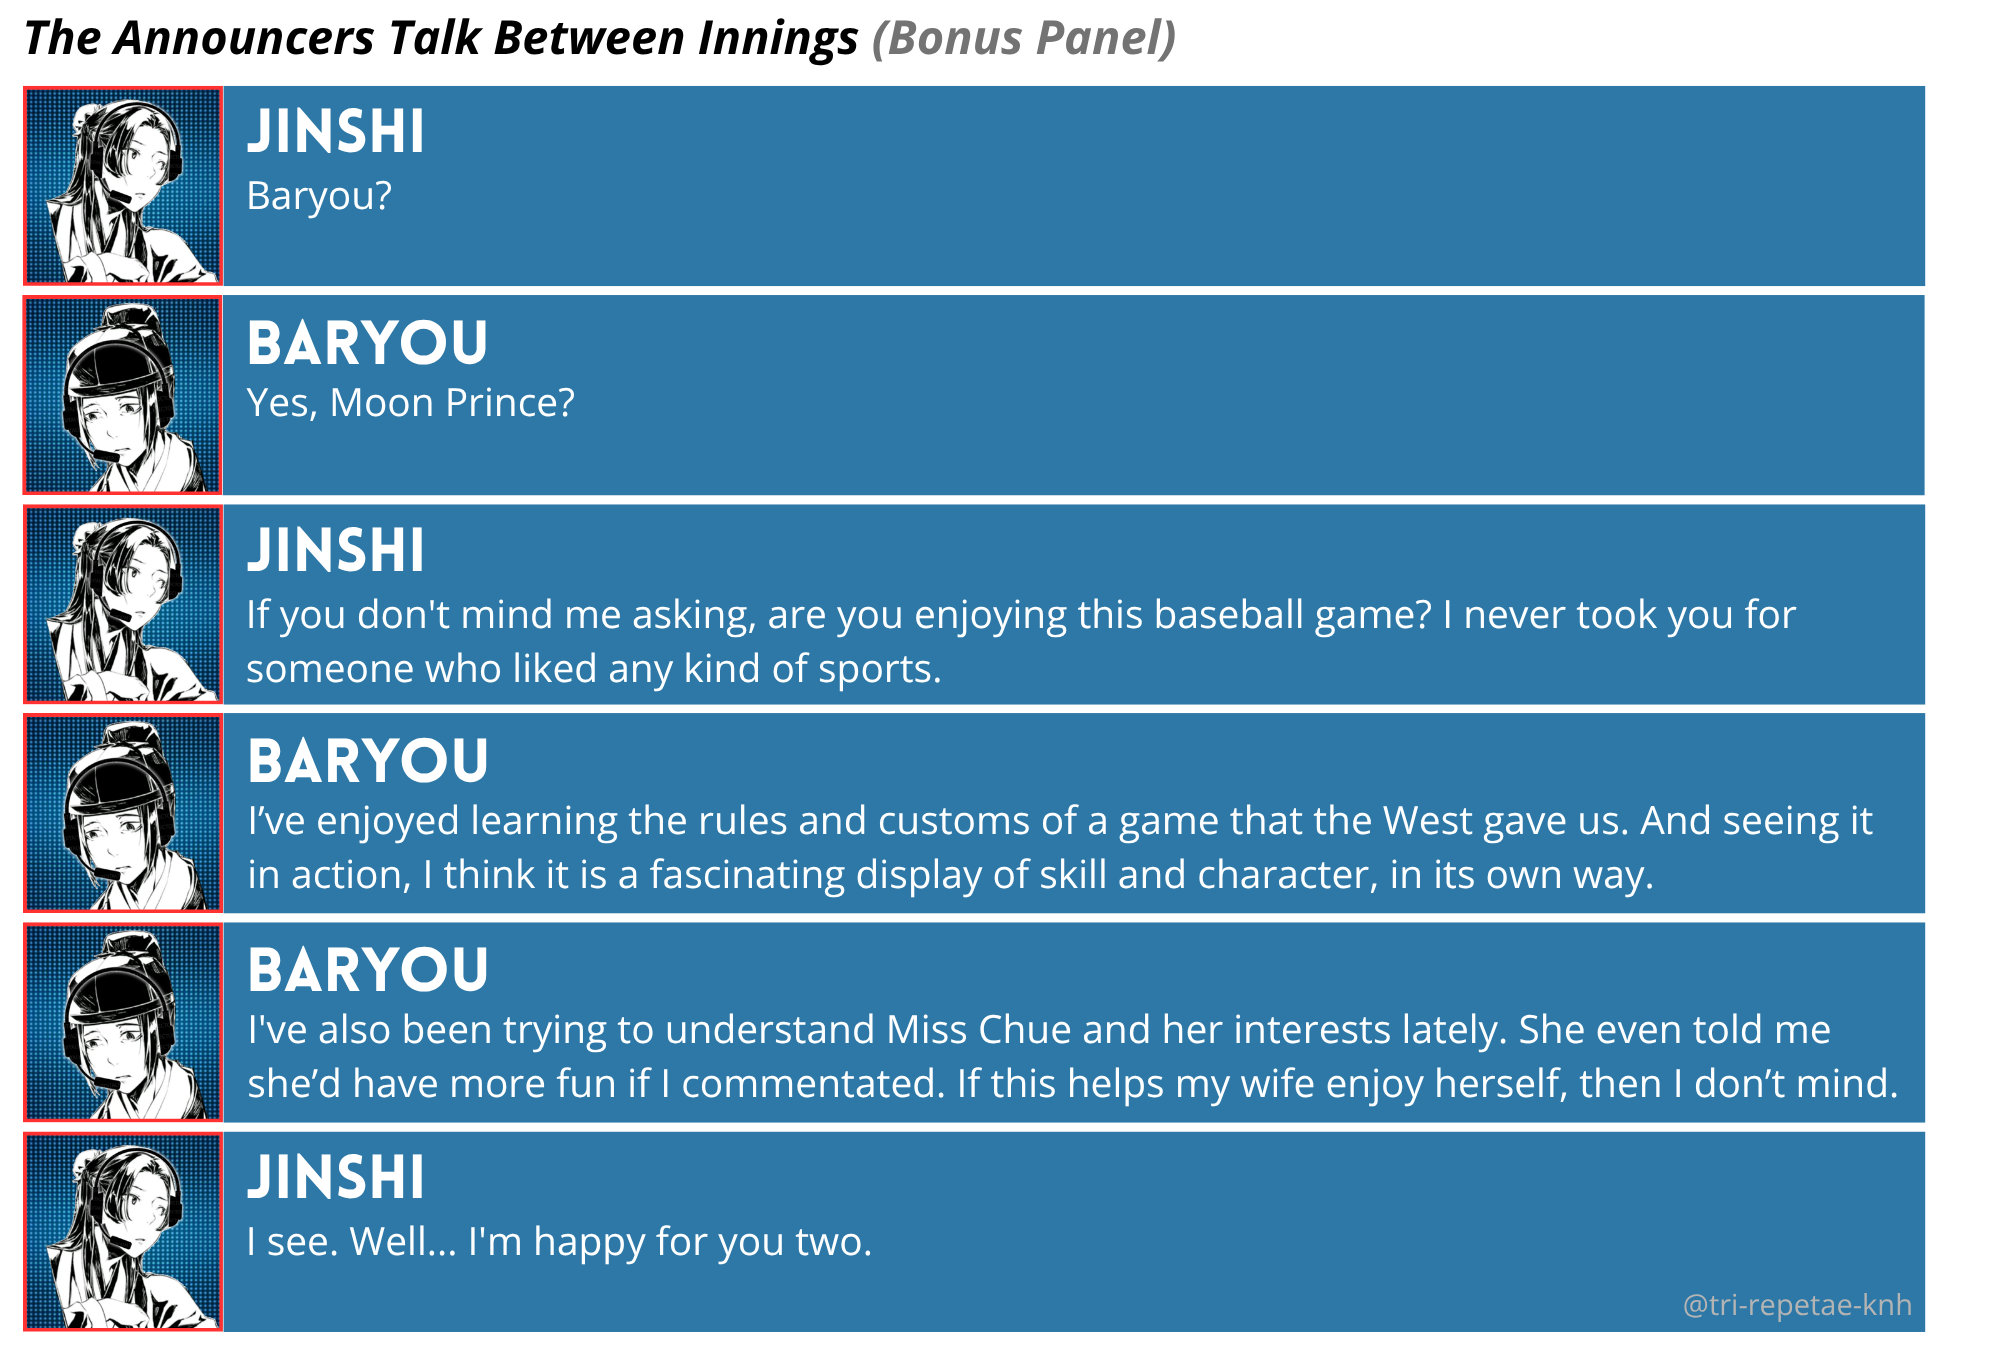 The Announcers Talk Between Innings (Bonus Panel)
JINSHI
Baryou?
BARYOU
Yes, Moon Prince?
JINSHI
If you don't mind me asking, are you enjoying this baseball game? I never took you for
someone who liked any kind of sports.
BARYOU
I’ve enjoyed learning the rules and customs of a game that the West gave us. And seeing it
in action, I think it is a fascinating display of skill and character, in its own way.
BARYOU
I've also been trying to understand Miss Chue and her interests lately. She even told me
she’d have more fun if I commentated. If this helps my wife enjoy herself, then I don’t mind.
JINSHI
I see. Well... I'm happy for you two.
@tri-repetae-knh